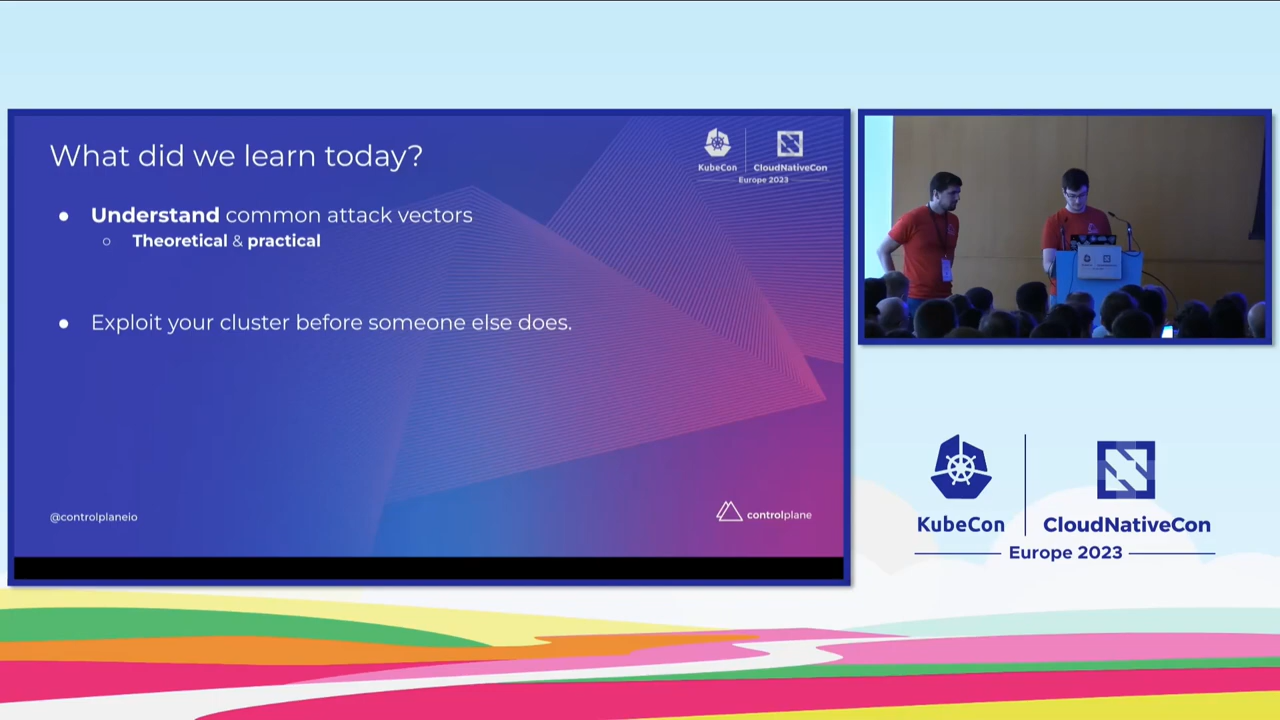 What did we learn today?
KubeCon
CloudNativeCon
Europe 2023
● Understand common attack vectors
○ Theoretical & practical
● Exploit your cluster before someone else does.
@controlplaneio
controlplane
KubeCon
CloudNativeCon
Europe 2023